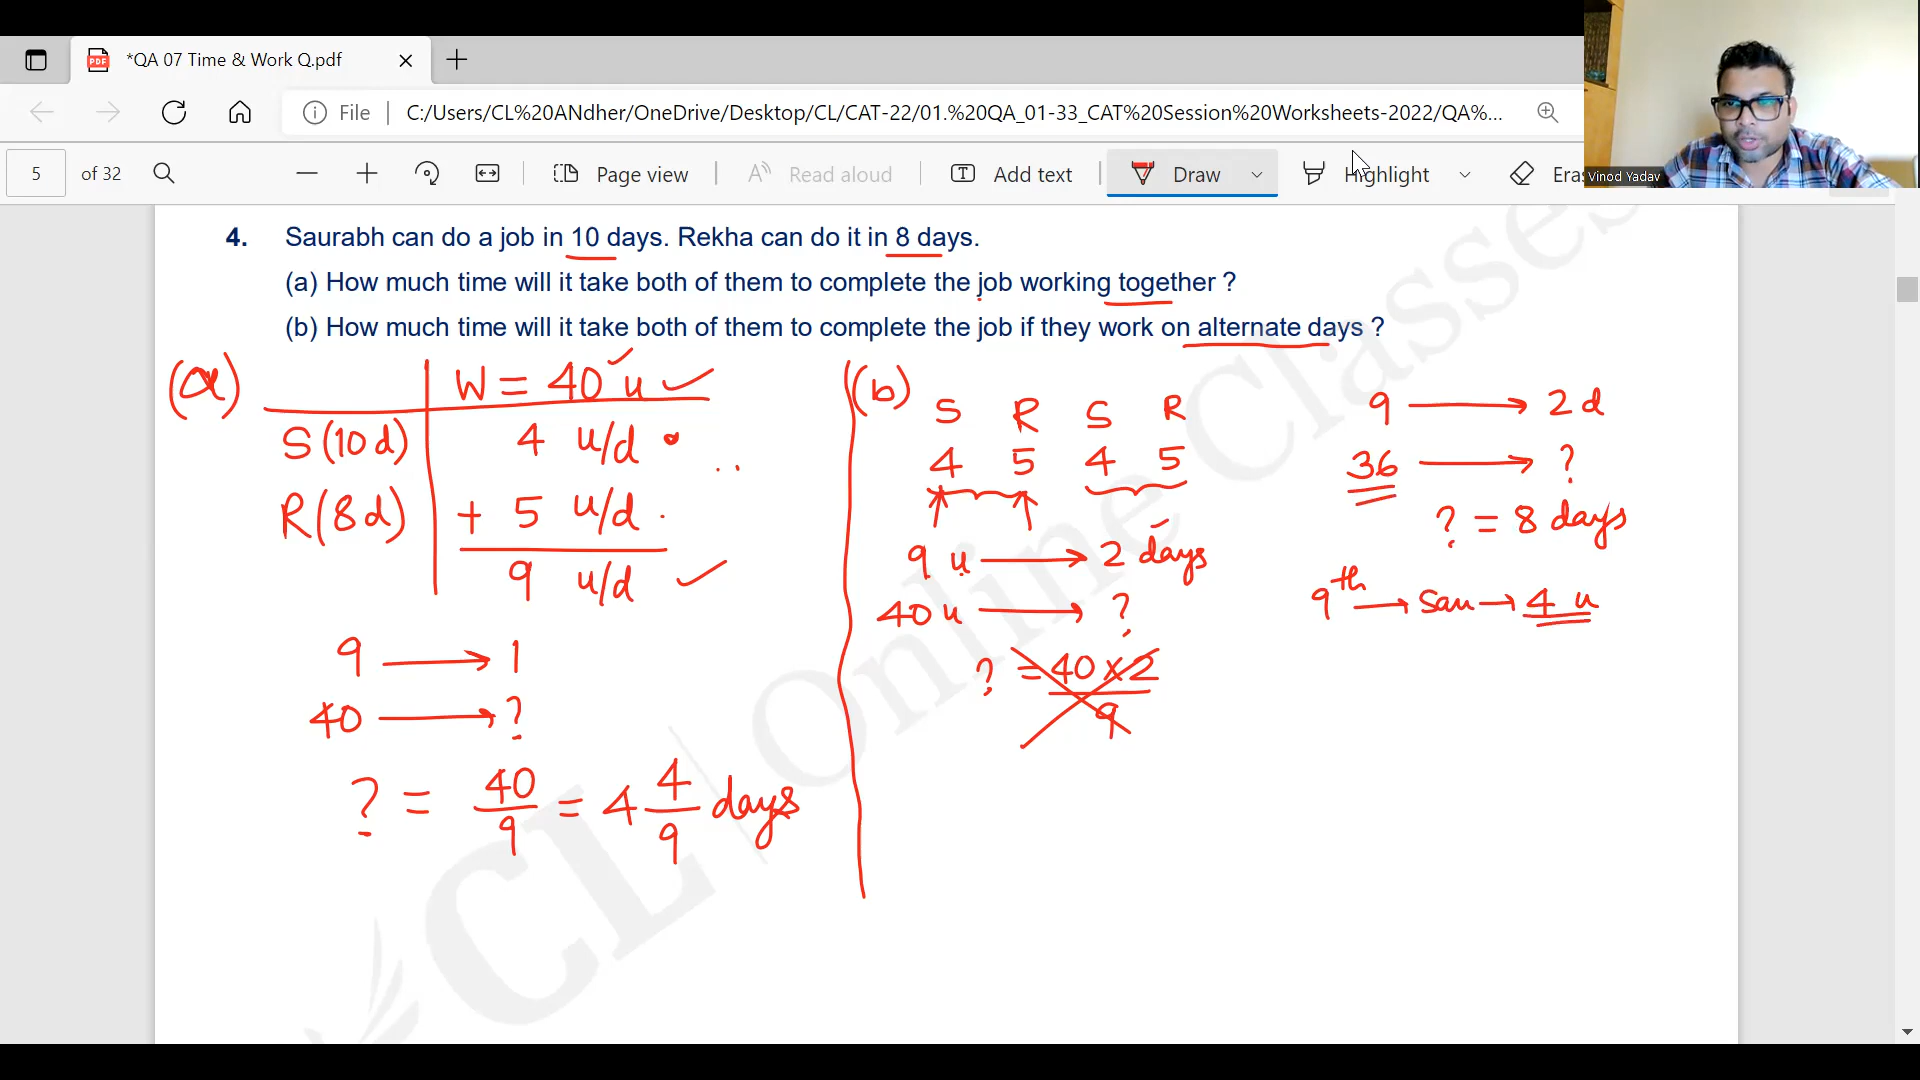 *QA 07 Time & Work Q.pdf
File | C:/Users/CL%20ANdher/OneDrive/Desktop/CL/CAT-22/01.%20QA_01-33_CAT%20Session%20Worksheets-2022/QA%...
5 of 32 Page view Read aloud Add text Draw Highlight Eras
Vinod Yadav
4. Saurabh can do a job in 10 days. Rekha can do it in 8 days.
(a) How much time will it take both of them to complete the job working together ?
(b) How much time will it take both of them to complete the job if they work on alternate days ?
(a)
W = 40 u
S(10d) 4 u/d
R(8d) + 5 u/d
9 u/d
9 → 1
40 → ?
? = 40/9 = 4 4/9 days
(b)
S R S R
4 5 4 5
9 u → 2 days
40 u → ?
? = 40 x 2 / 9
9 → 2 d
36 → ?
? = 8 days
9th → Sau → 4 u
CL | Online Classes